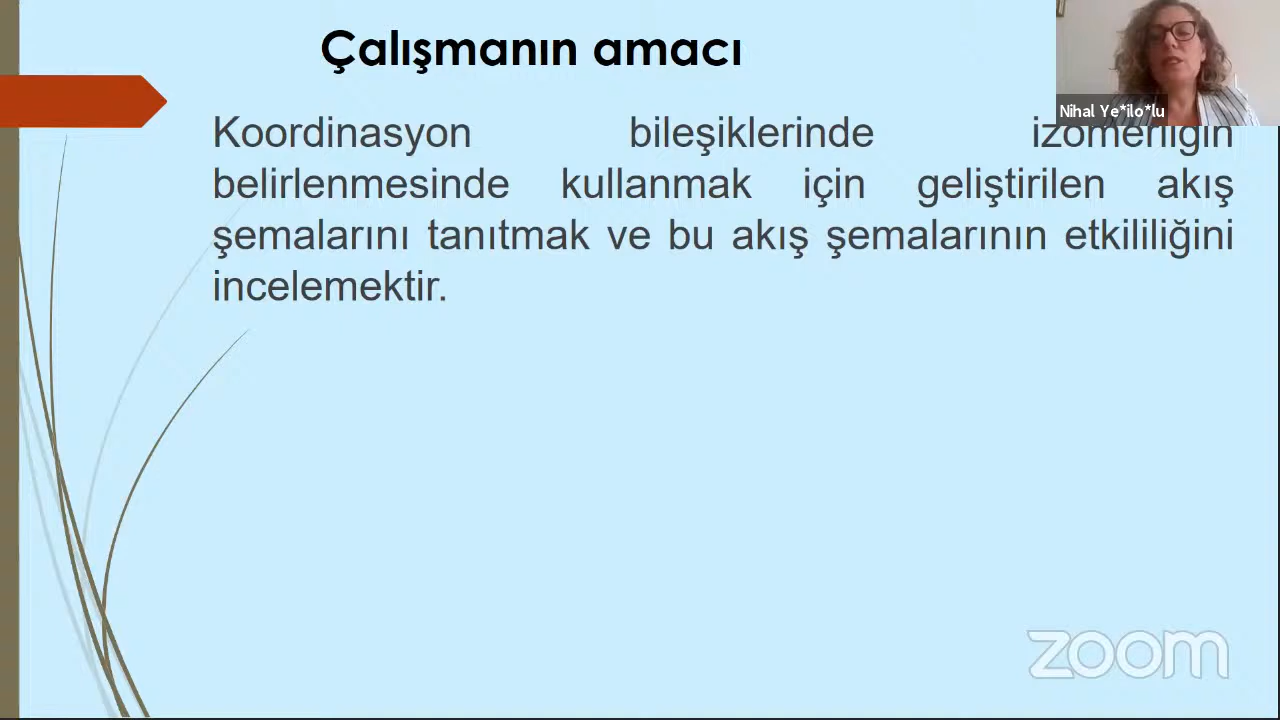 Çalışmanın amacı
Nihal Ye*ilo*lu
Koordinasyon bileşiklerinde izomerliğin
belirlenmesinde kullanmak için geliştirilen akış
şemalarını tanıtmak ve bu akış şemalarının etkililiğini
incelemektir.
zoom